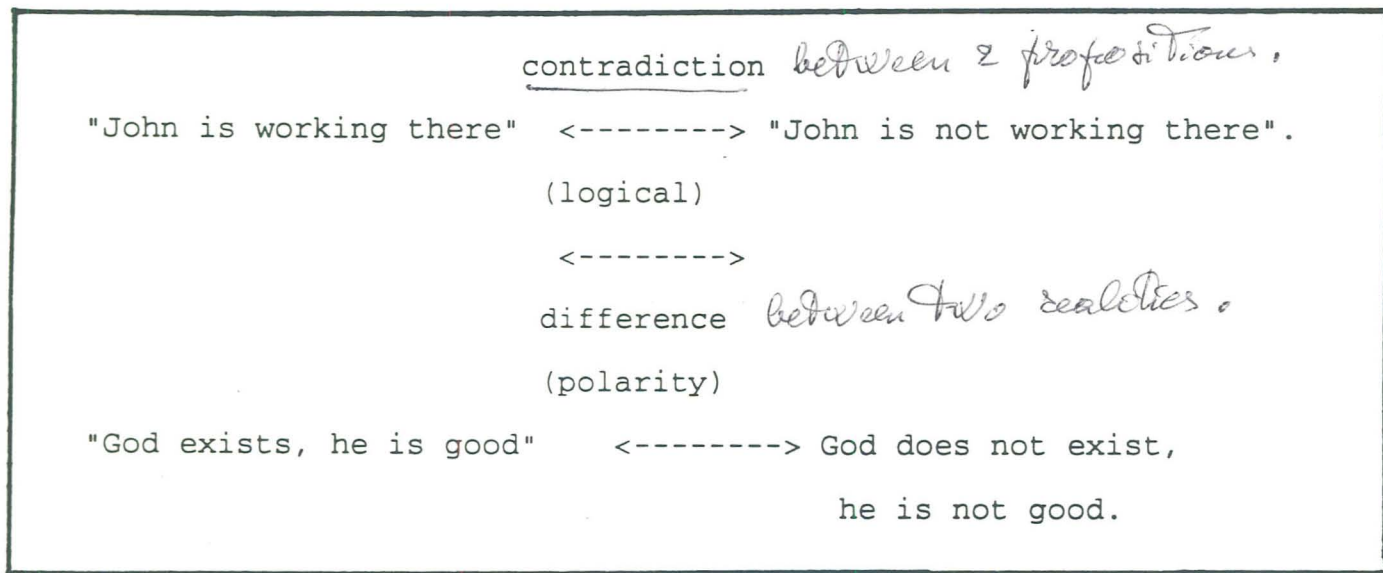 contradiction between 2 propositions.
"John is working there" <--------> "John is not working there".
(logical)
<-------->
difference between two realities.
(polarity)
"God exists, he is good" <--------> God does not exist,
he is not good.